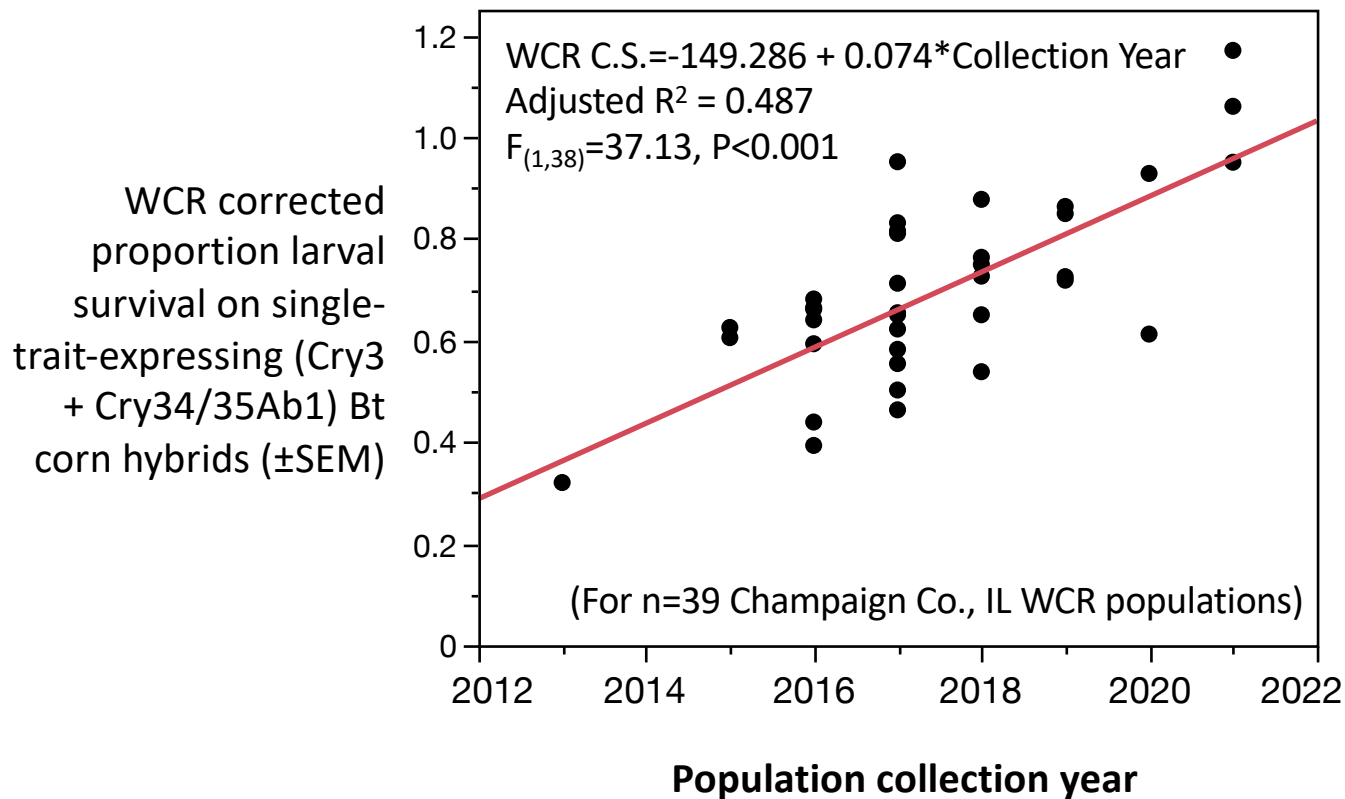 WCR corrected
proportion larval
survival on single-
trait-expressing (Cry3
+ Cry34/35Ab1) Bt
corn hybrids (±SEM)
1.2
1.0
0.8
0.6
0.4
0.2
0
WCR C.S.=-149.286 + 0.074*Collection Year
Adjusted R² = 0.487
F(1,38)=37.13, P<0.001
(For n=39 Champaign Co., IL WCR populations)
2012 2014 2016 2018 2020 2022
Population collection year